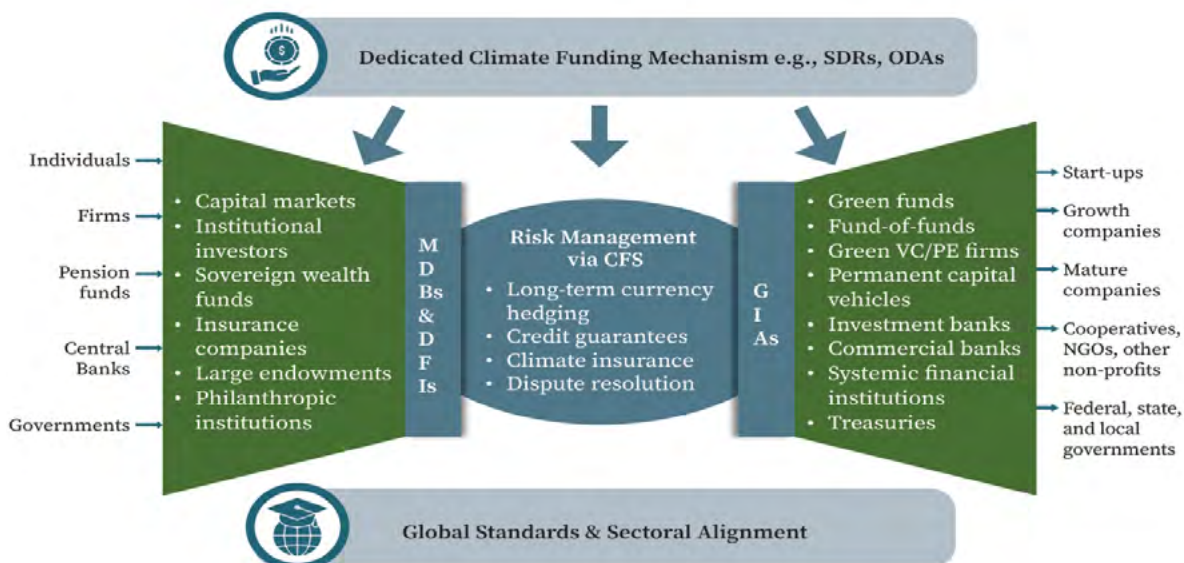 Dedicated Climate Funding Mechanism e.g., SDRs, ODAs
Individuals
Firms
Pension
funds
Central
Banks
Governments
• Capital markets
• Institutional
investors
• Sovereign wealth
funds
• Insurance
companies
• Large endowments
• Philanthropic
institutions
M
D
Bs
&
D
F
Is
Risk Management
via CFS
• Long-term currency
hedging
• Credit guarantees
• Climate insurance
• Dispute resolution
G
I
As
• Green funds
• Fund-of-funds
• Green VC/PE firms
• Permanent capital
vehicles
• Investment banks
• Commercial banks
• Systemic financial
institutions
• Treasuries
Start-ups
Growth
companies
Mature
companies
Cooperatives,
NGOs, other
non-profits
Federal, state,
and local
governments
Global Standards & Sectoral Alignment